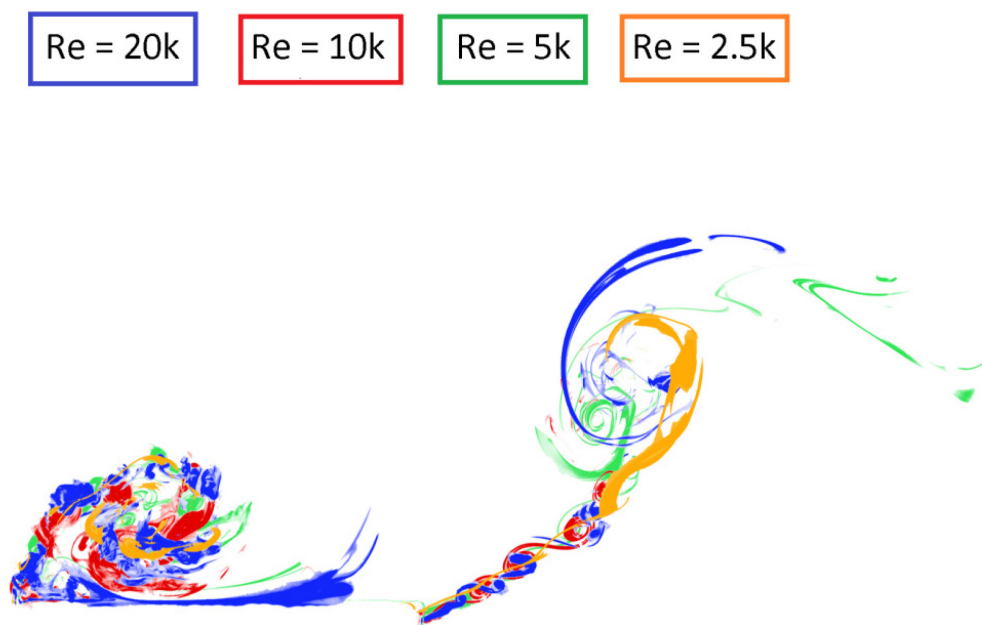 Re = 20k Re = 10k Re = 5k Re = 2.5k